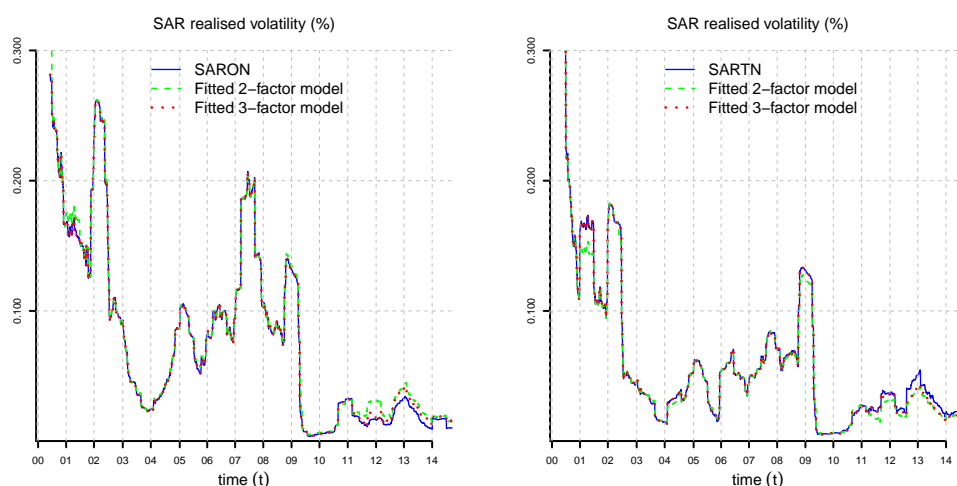 SAR realised volatility (%)
0.300
0.200
0.100
SARON
Fitted 2−factor model
Fitted 3−factor model
00 01 02 03 04 05 06 07 08 09 10 11 12 13 14
time (t)
SAR realised volatility (%)
0.300
0.200
0.100
SARTN
Fitted 2−factor model
Fitted 3−factor model
00 01 02 03 04 05 06 07 08 09 10 11 12 13 14
time (t)